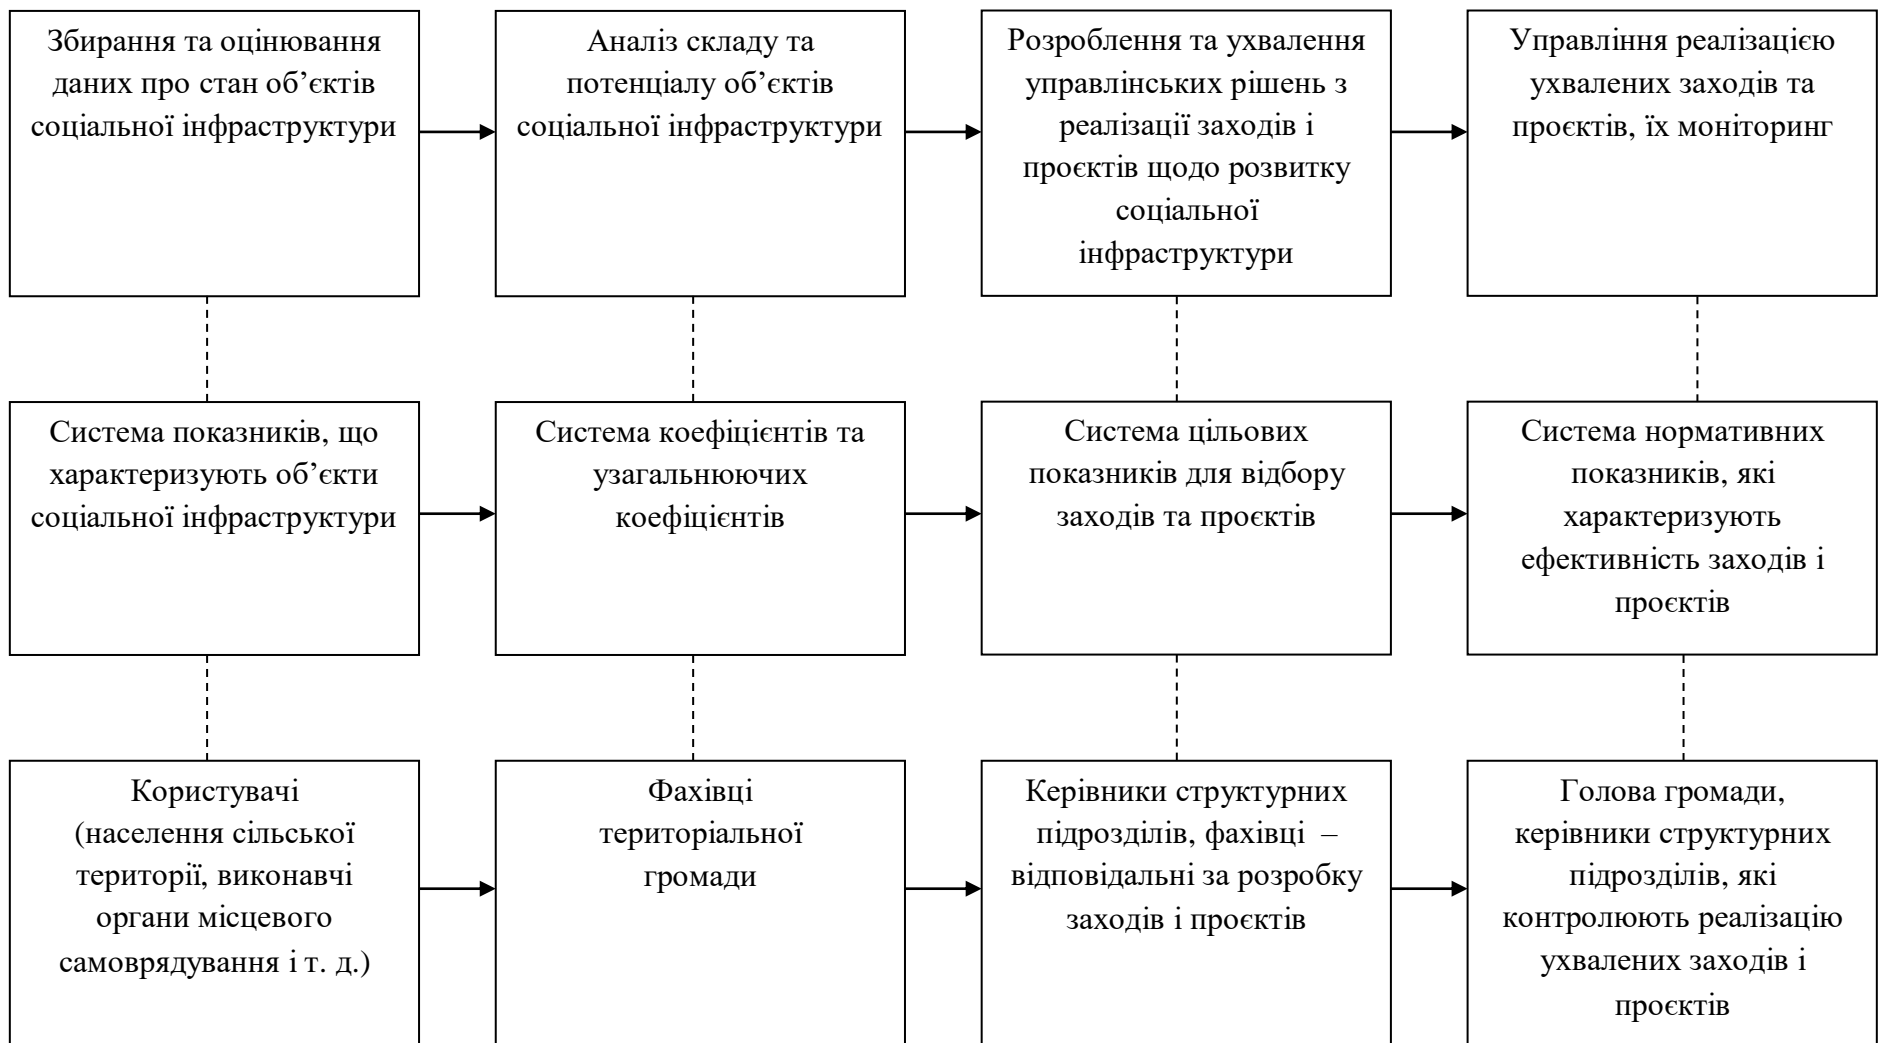 Збирання та оцінювання
даних про стан об’єктів
соціальної інфраструктури
Аналіз складу та
потенціалу об’єктів
соціальної інфраструктури
Розроблення та ухвалення
управлінських рішень з
реалізації заходів і
проєктів щодо розвитку
соціальної
інфраструктури
Управління реалізацією
ухвалених заходів та
проєктів, їх моніторинг
Система показників, що
характеризують об’єкти
соціальної інфраструктури
Система коефіцієнтів та
узагальнюючих
коефіцієнтів
Система цільових
показників для відбору
заходів та проєктів
Система нормативних
показників, які
характеризують
ефективність заходів і
проєктів
Користувачі
(населення сільської
території, виконавчі
органи місцевого
самоврядування і т. д.)
Фахівці
територіальної
громади
Керівники структурних
підрозділів, фахівці –
відповідальні за розробку
заходів і проєктів
Голова громади,
керівники структурних
підрозділів, які
контролюють реалізацію
ухвалених заходів і
проєктів